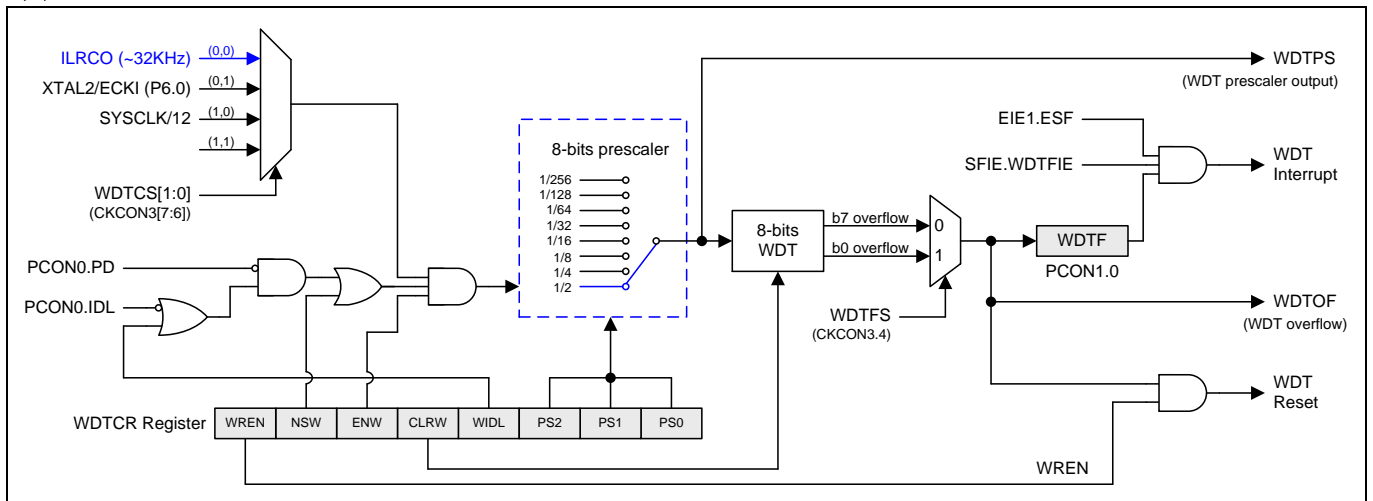 ILRCO (~32KHz)
(0,0)
XTAL2/ECKI (P6.0)
(0,1)
SYSCLK/12
(1,0)
(1,1)
WDTCS[1:0]
(CKCON3[7:6])
PCON0.PD
PCON0.IDL
8-bits prescaler
1/256
1/128
1/64
1/32
1/16
1/8
1/4
1/2
8-bits
WDT
b7 overflow
b0 overflow
0
1
WDTFS
(CKCON3.4)
WDTPS
(WDT prescaler output)
EIE1.ESF
SFIE.WDTFIE
WDT
Interrupt
WDTF
PCON1.0
WDTOF
(WDT overflow)
WDT
Reset
WDTCR Register
WREN
NSW
ENW
CLRW
WIDL
PS2
PS1
PS0
WREN